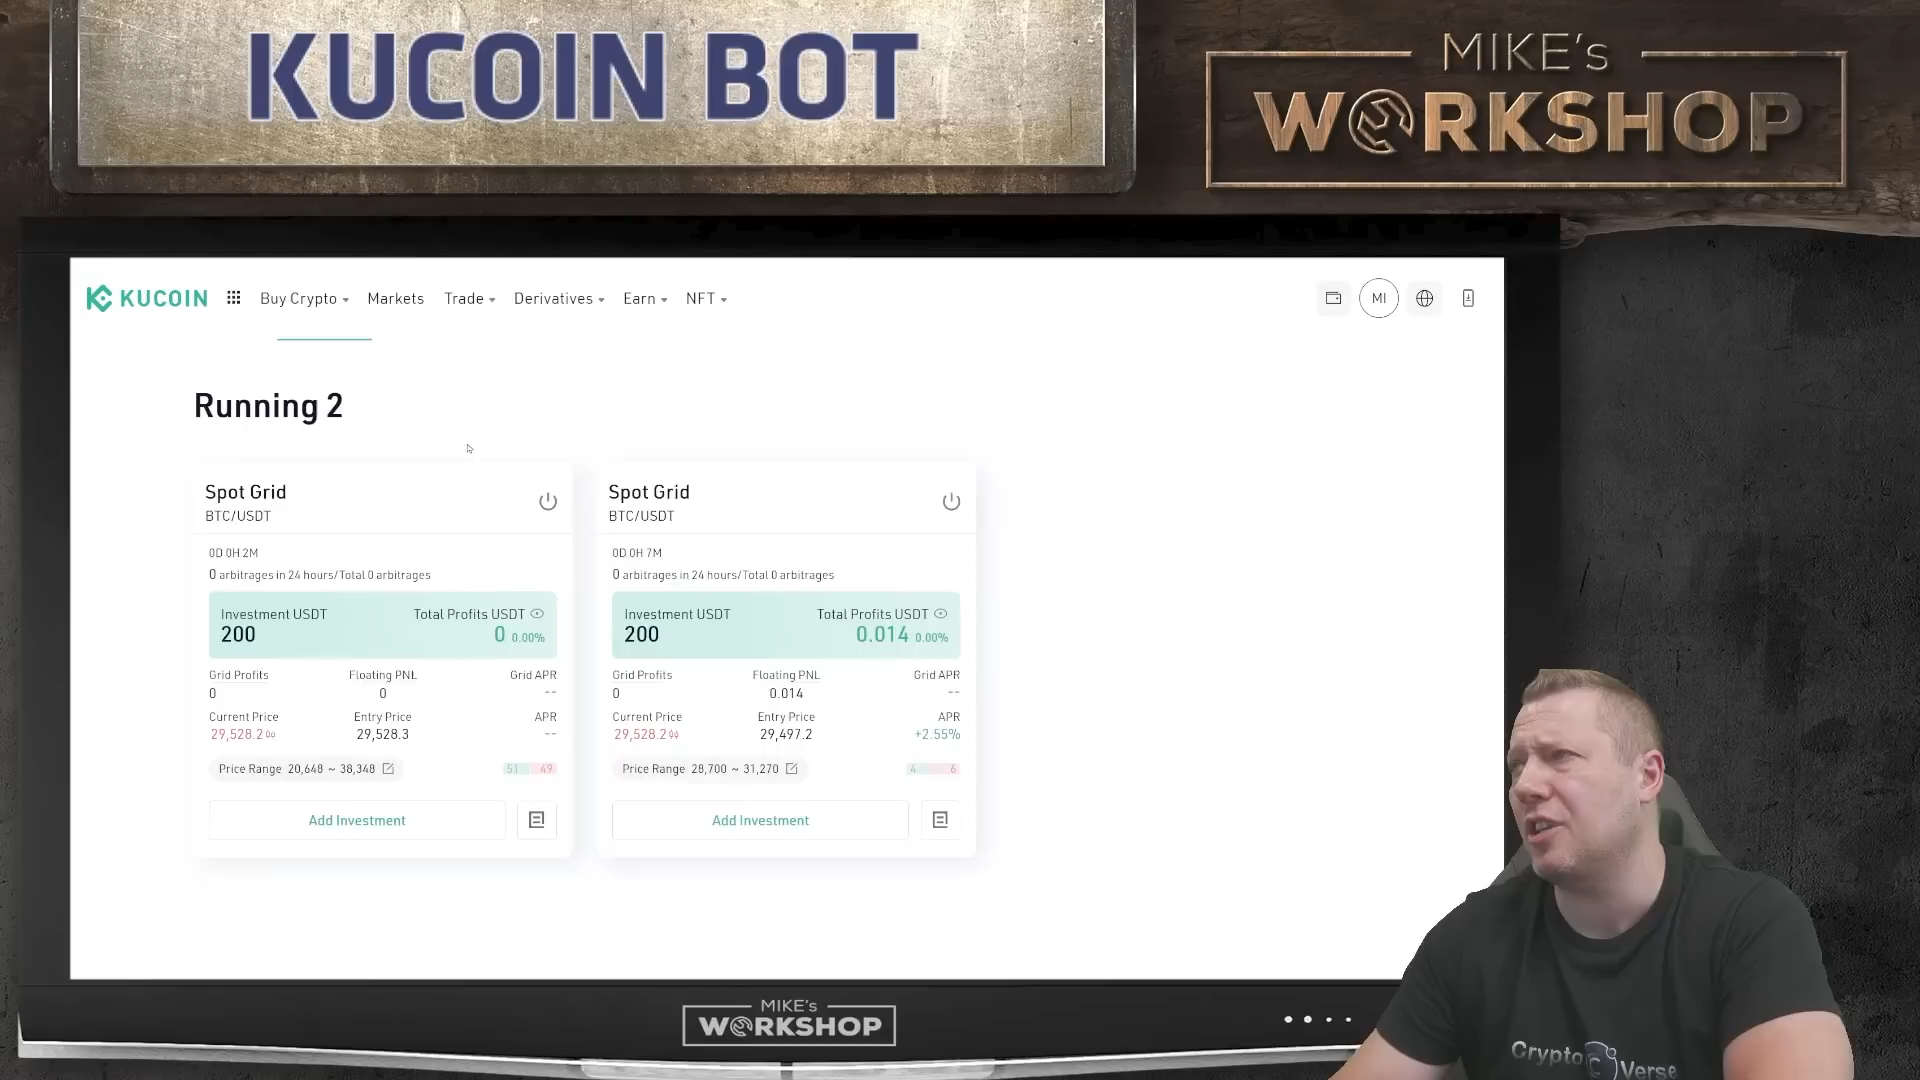 KUCOIN BOT
MIKE's
WORKSHOP
KUCOIN Buy Crypto Markets Trade Derivatives Earn NFT MI
Running 2
Spot Grid
BTC/USDT
0D 0H 2M
0 arbitrages in 24 hours/Total 0 arbitrages
Investment USDT Total Profits USDT
200 0 0.00%
Grid Profits Floating PNL Grid APR
0 0 --
Current Price Entry Price APR
29,528.2 29,528.3 --
Price Range 20,648 ~ 38,348 51 49
Add Investment
Spot Grid
BTC/USDT
0D 0H 7M
0 arbitrages in 24 hours/Total 0 arbitrages
Investment USDT Total Profits USDT
200 0.014 0.00%
Grid Profits Floating PNL Grid APR
0 0.014 --
Current Price Entry Price APR
29,528.2 29,497.2 +2.55%
Price Range 28,700 ~ 31,270 4 6
Add Investment
MIKE's
WORKSHOP
Crypto
Verse